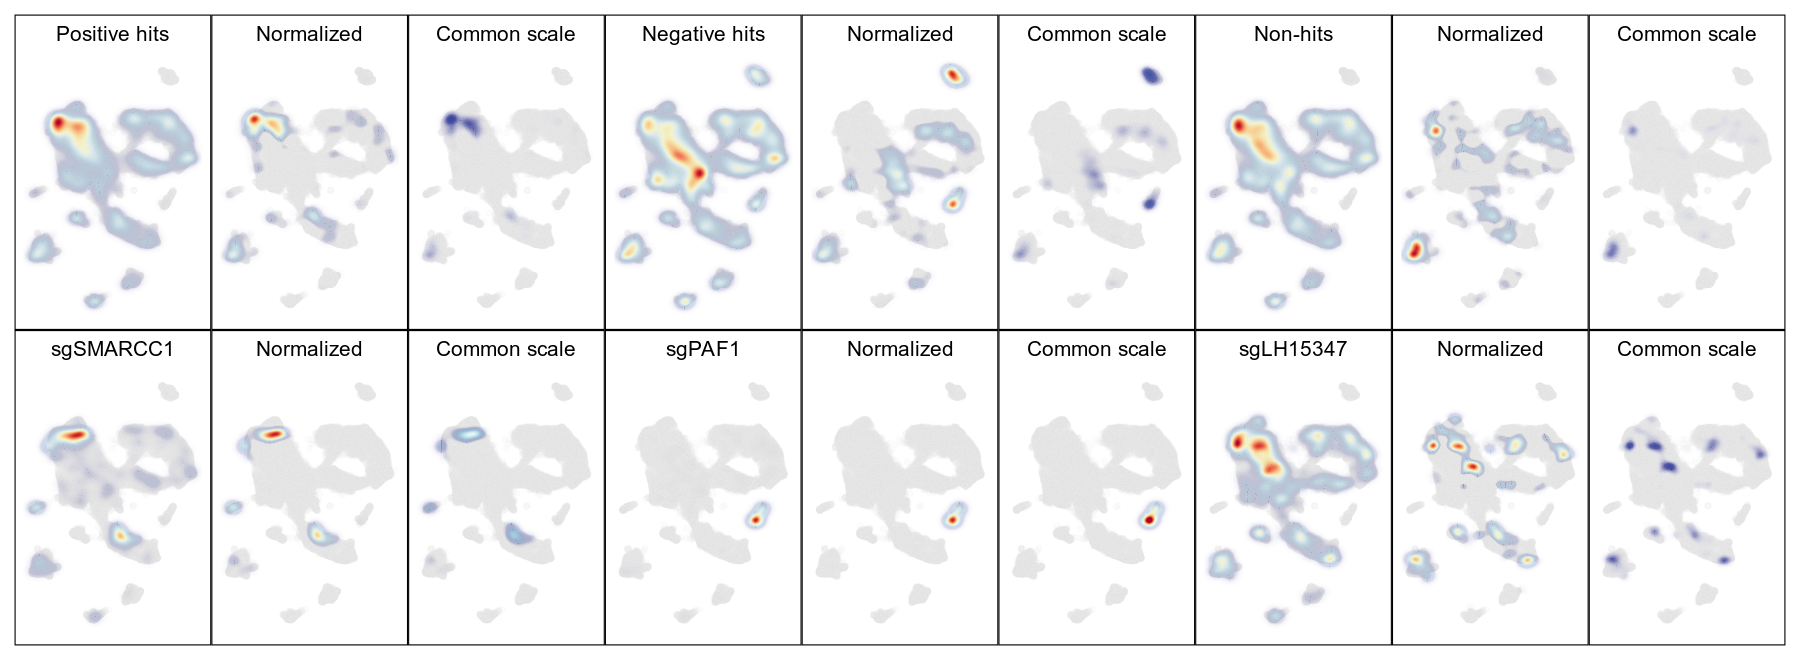 Positive hits
Normalized
Common scale
Negative hits
Normalized
Common scale
Non-hits
Normalized
Common scale
sgSMARCC1
Normalized
Common scale
sgPAF1
Normalized
Common scale
sgLH15347
Normalized
Common scale